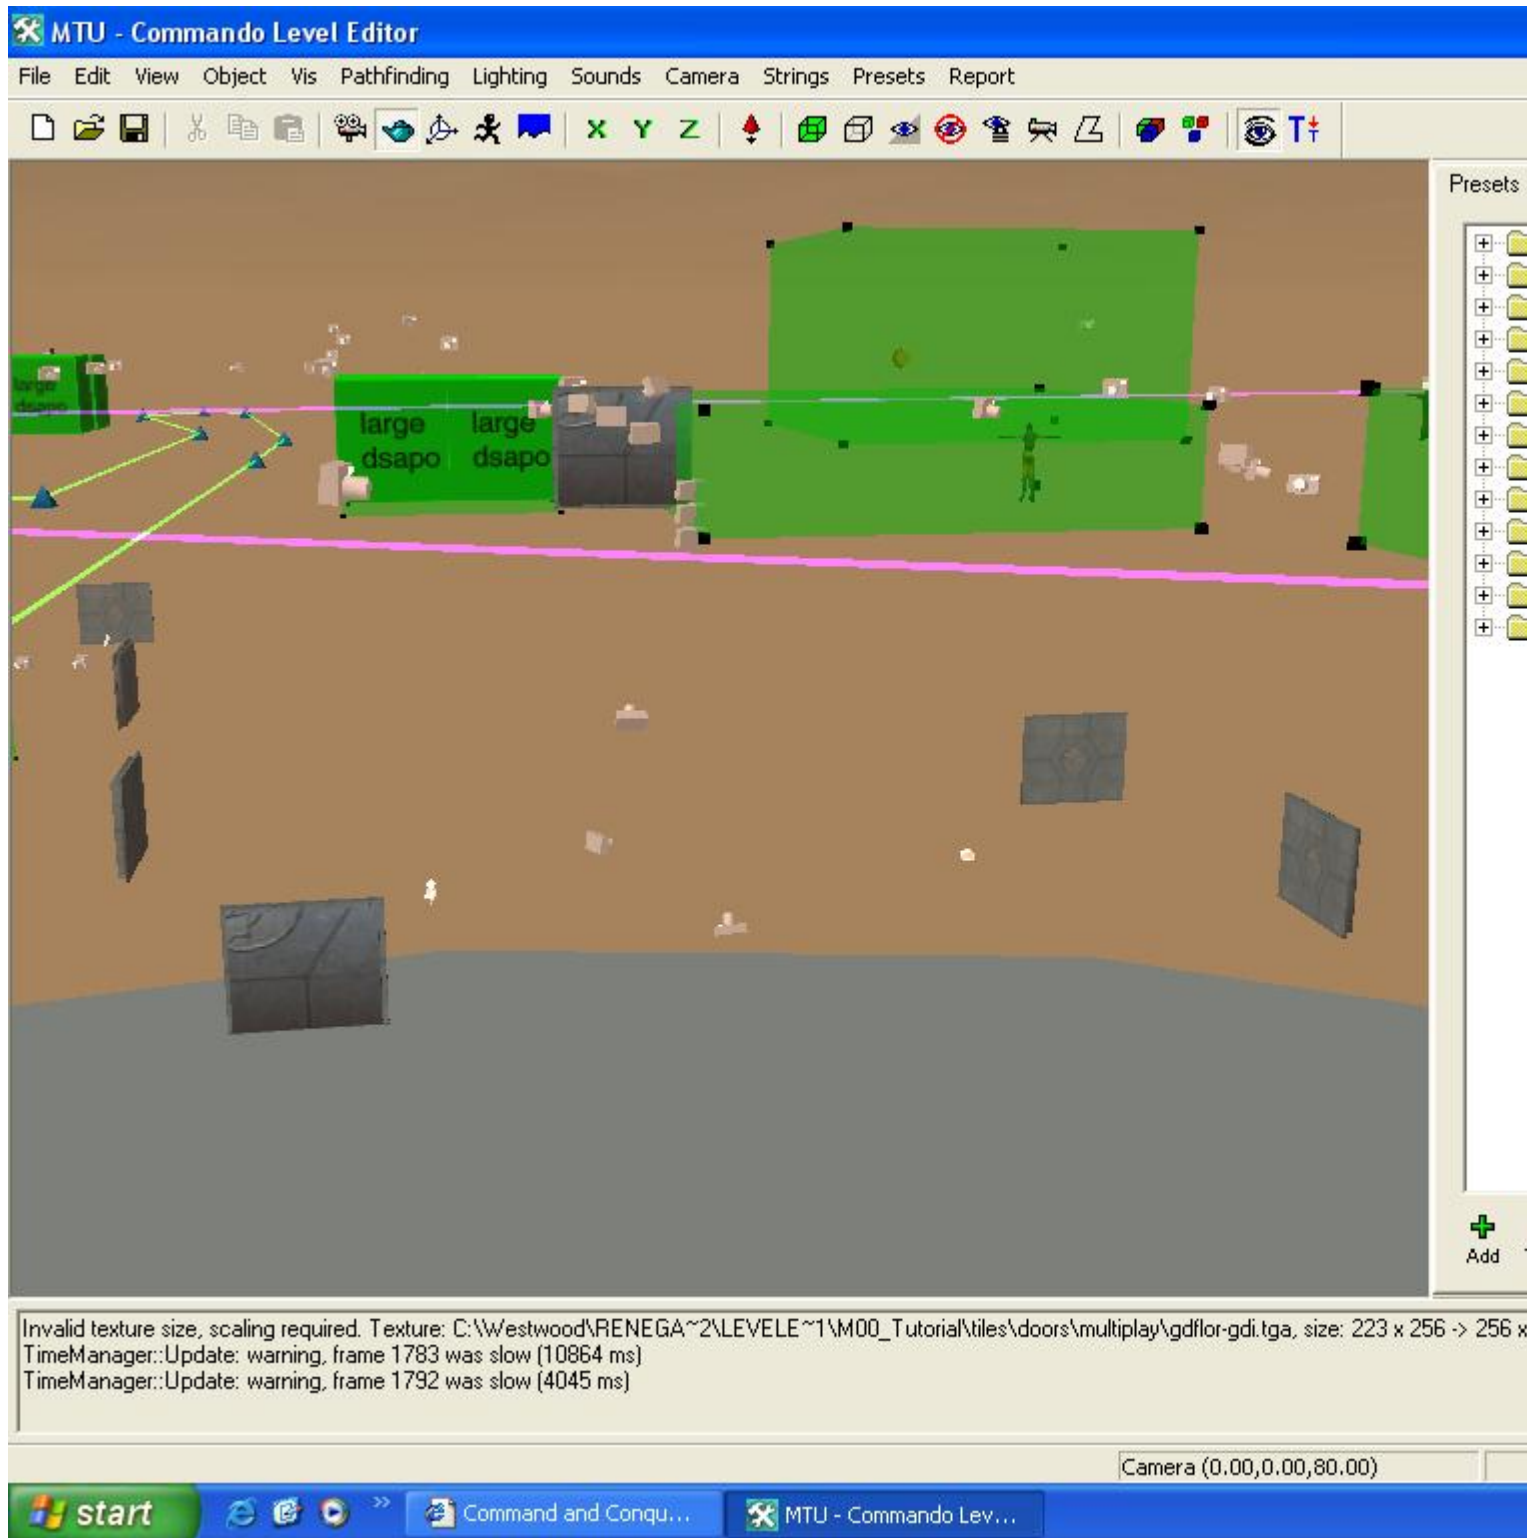 MTU - Commando Level Editor
File Edit View Object Vis Pathfinding Lighting Sounds Camera Strings Presets Report
X Y Z T T
Presets
large
dsapo
large
dsapo
large
dsapo
Add
Invalid texture size, scaling required. Texture: C:\Westwood\RENEGA~2\LEVELE~1\M00_Tutorial\tiles\doors\multiplay\gdflor-gdi.tga, size: 223 x 256 -> 256 x
TimeManager::Update: warning, frame 1783 was slow (10864 ms)
TimeManager::Update: warning, frame 1792 was slow (4045 ms)
Camera (0.00,0.00,80.00)
start Command and Conqu... MTU - Commando Lev...